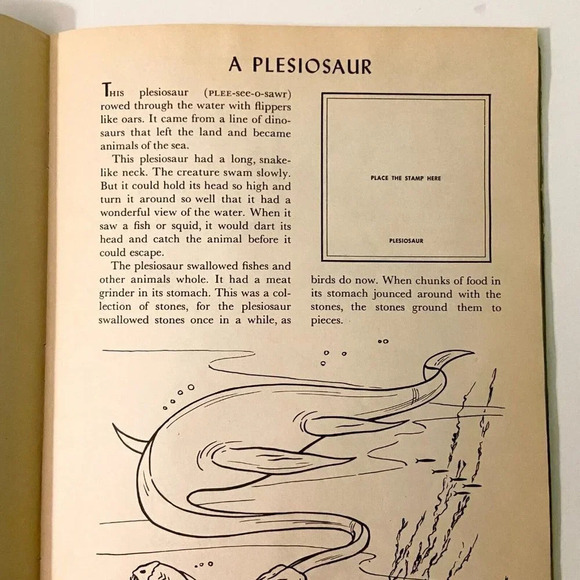 A PLESIOSAUR
THIS plesiosaur (PLEE-see-o-sawr)
rowed through the water with flippers
like oars. It came from a line of dino-
saurs that left the land and became
animals of the sea.
This plesiosaur had a long, snake-
like neck. The creature swam slowly.
But it could hold its head so high and
turn it around so well that it had a
wonderful view of the water. When it
saw a fish or squid, it would dart its
head and catch the animal before it
could escape.
The plesiosaur swallowed fishes and
other animals whole. It had a meat
grinder in its stomach. This was a col-
lection of stones, for the plesiosaur
swallowed stones once in a while, as
PLACE THE STAMP HERE
PLESIOSAUR
birds do now. When chunks of food in
its stomach jounced around with the
stones, the stones ground them to
pieces.